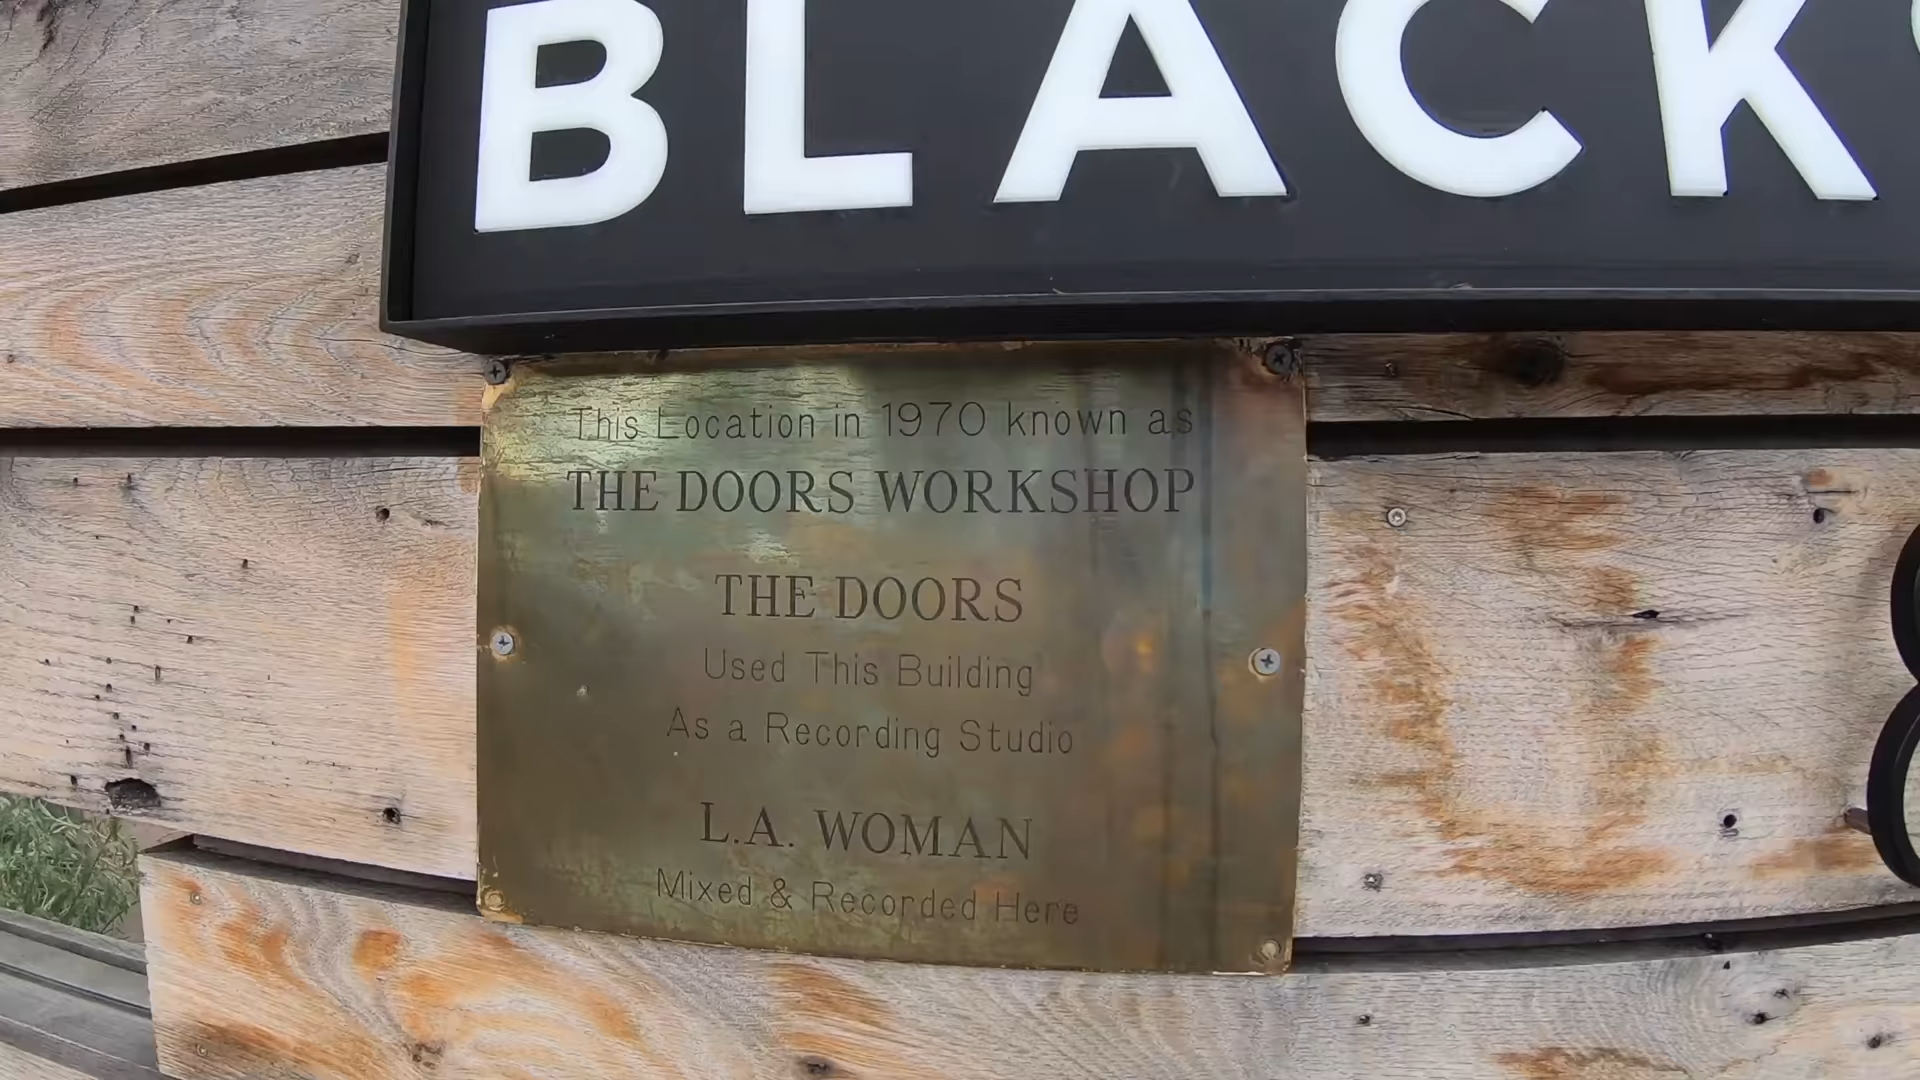 BLACK
This Location in 1970 known as
THE DOORS WORKSHOP
THE DOORS
Used This Building
As a Recording Studio
L.A. WOMAN
Mixed & Recorded Here
8